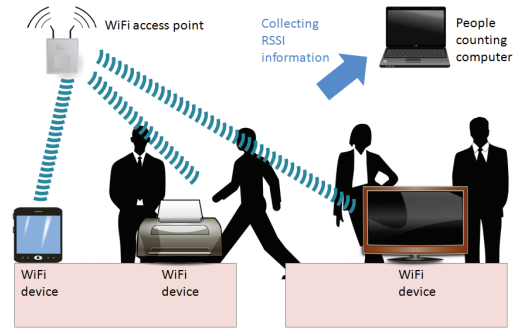 WiFi access point
Collecting
RSSI
information
People
counting
computer
WiFi
device
WiFi
device
WiFi
device